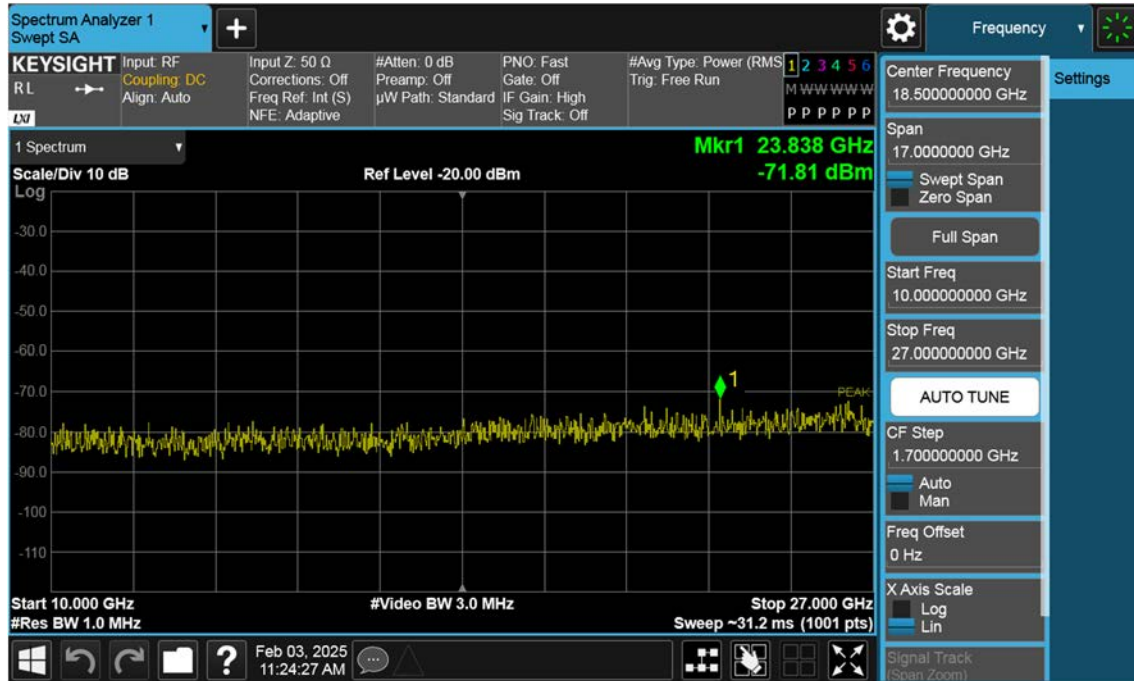 Spectrum Analyzer 1
Swept SA
Frequency
KEYSIGHT
R L
LXI
Input: RF
Coupling: DC
Align: Auto
Input Z: 50 Ω
Corrections: Off
Freq Ref: Int (S)
NFE: Adaptive
#Atten: 0 dB
Preamp: Off
µW Path: Standard
PNO: Fast
Gate: Off
IF Gain: High
Sig Track: Off
#Avg Type: Power (RMS
Trig: Free Run
1 2 3 4 5 6
M W W W W W
P P P P P P
1 Spectrum
Scale/Div 10 dB
Ref Level -20.00 dBm
Mkr1 23.838 GHz
-71.81 dBm
Log
-30.0
-40.0
-50.0
-60.0
-70.0
-80.0
-90.0
-100
-110
1
PEAK
Start 10.000 GHz
#Video BW 3.0 MHz
Stop 27.000 GHz
#Res BW 1.0 MHz
Sweep ~31.2 ms (1001 pts)
Center Frequency
18.500000000 GHz
Span
17.0000000 GHz
Swept Span
Zero Span
Full Span
Start Freq
10.000000000 GHz
Stop Freq
27.000000000 GHz
AUTO TUNE
CF Step
1.700000000 GHz
Auto
Man
Freq Offset
0 Hz
X Axis Scale
Log
Lin
Signal Track
(Span Zoom)
Settings
?
Feb 03, 2025
11:24:27 AM